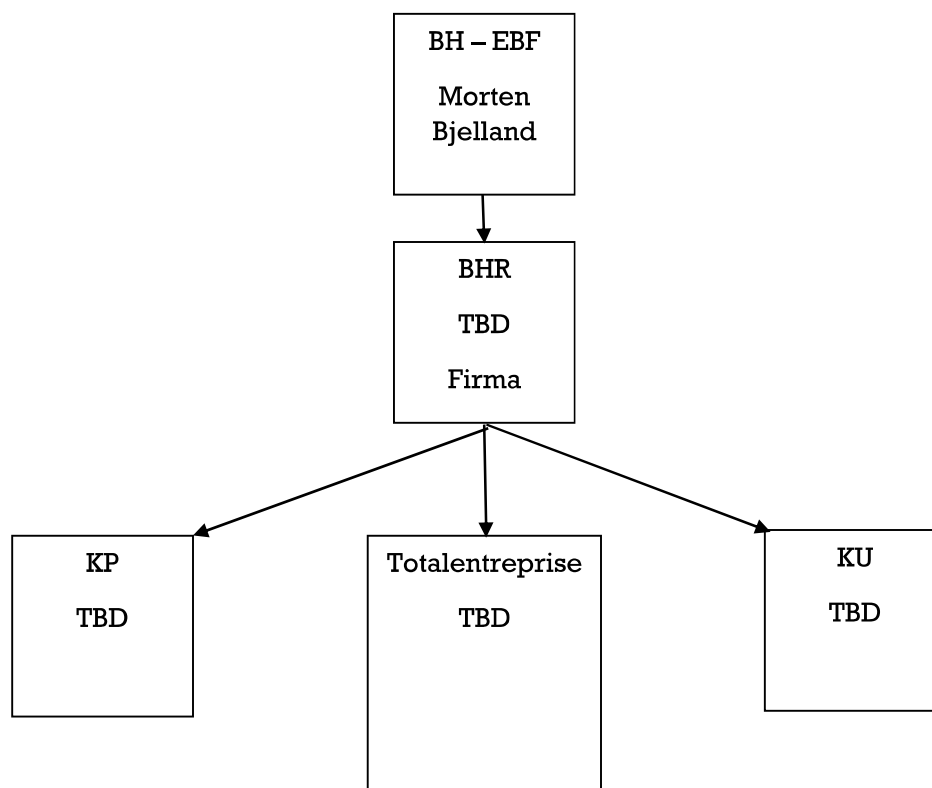 BH – EBF
Morten
Bjelland
BHR
TBD
Firma
KP
TBD
Totalentreprise
TBD
KU
TBD